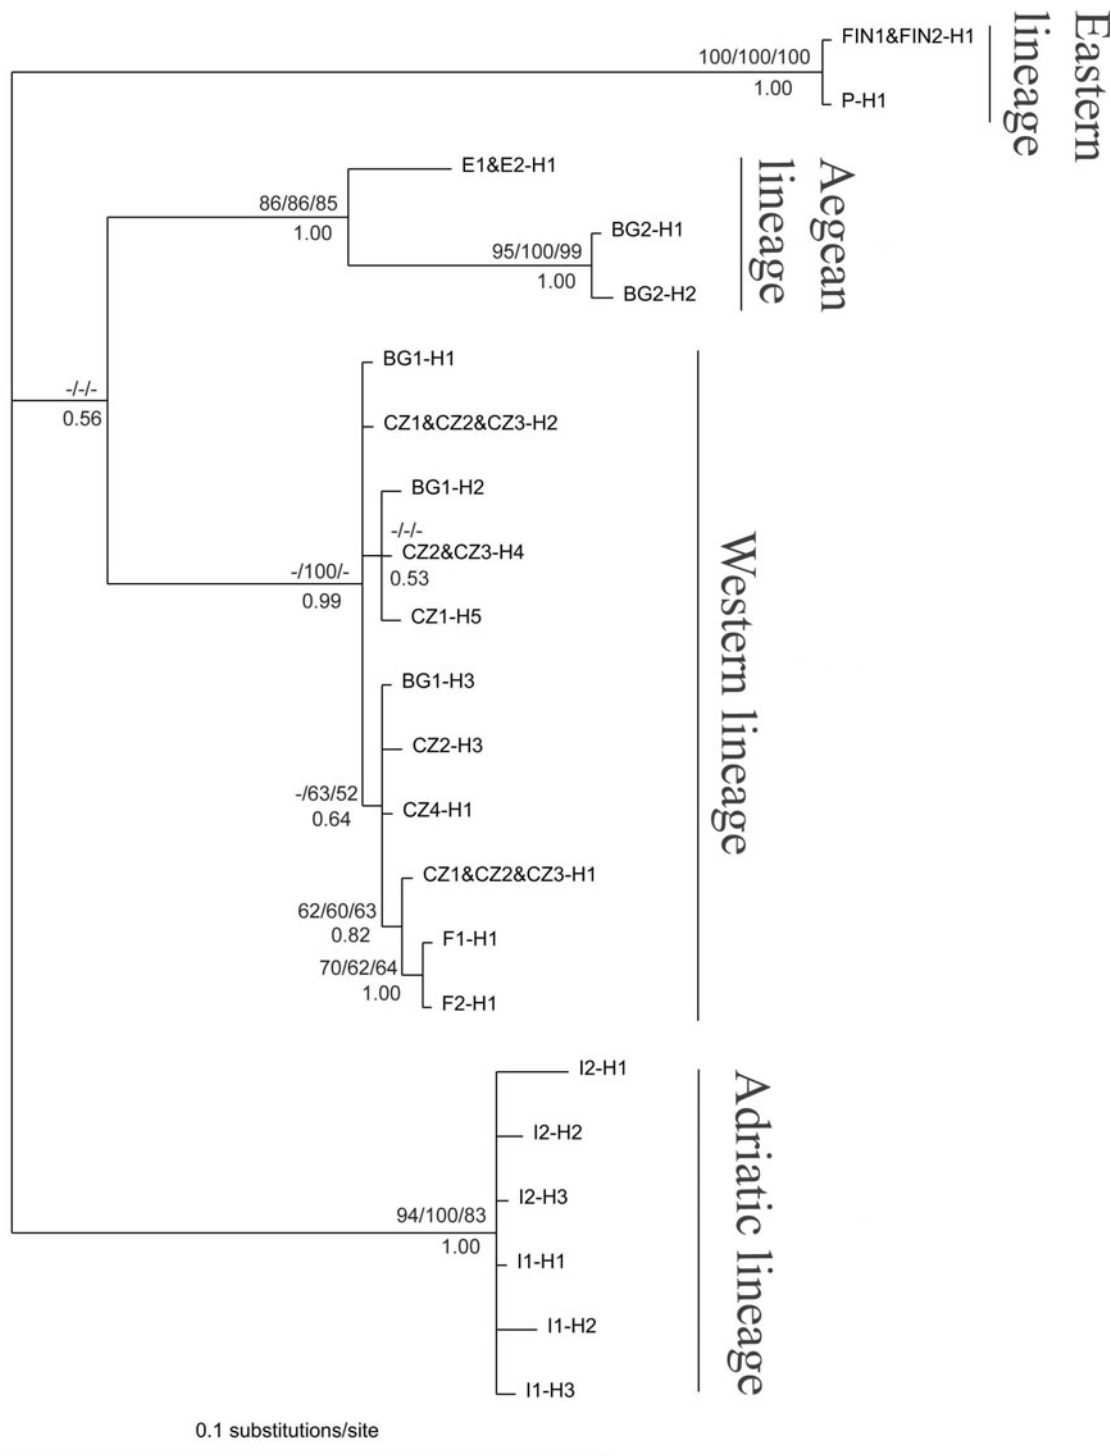 FIN1&FIN2-H1
100/100/100
1.00
P-H1
Eastern
lineage
E1&E2-H1
86/86/85
1.00
BG2-H1
95/100/99
1.00
BG2-H2
Aegean
lineage
BG1-H1
-/-/-
0.56
CZ1&CZ2&CZ3-H2
BG1-H2
-/-/-
CZ2&CZ3-H4
0.53
-/100/-
0.99
CZ1-H5
BG1-H3
CZ2-H3
-/63/52
0.64
CZ4-H1
CZ1&CZ2&CZ3-H1
62/60/63
0.82
F1-H1
70/62/64
1.00
F2-H1
Western lineage
I2-H1
I2-H2
I2-H3
94/100/83
1.00
I1-H1
I1-H2
I1-H3
Adriatic lineage
0.1 substitutions/site